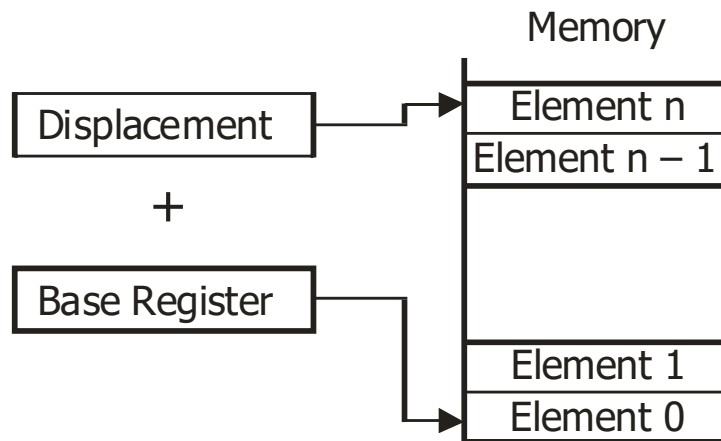 Memory
Displacement
Element n
Element n – 1
+
Base Register
Element 1
Element 0